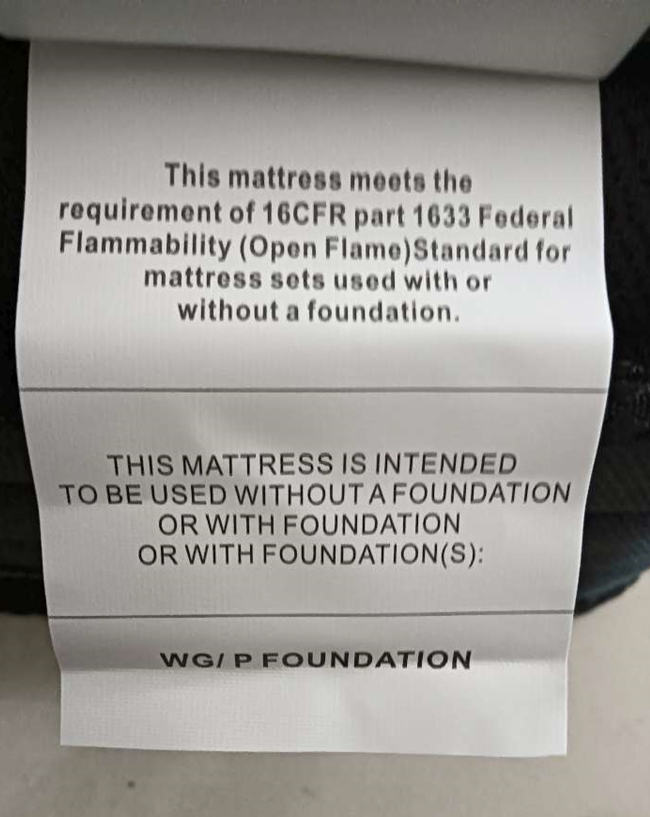 This mattress meets the
requirement of 16CFR part 1633 Federal
Flammability (Open Flame)Standard for
mattress sets used with or
without a foundation.
THIS MATTRESS IS INTENDED
TO BE USED WITHOUT A FOUNDATION
OR WITH FOUNDATION
OR WITH FOUNDATION(S):
WG/ P FOUNDATION